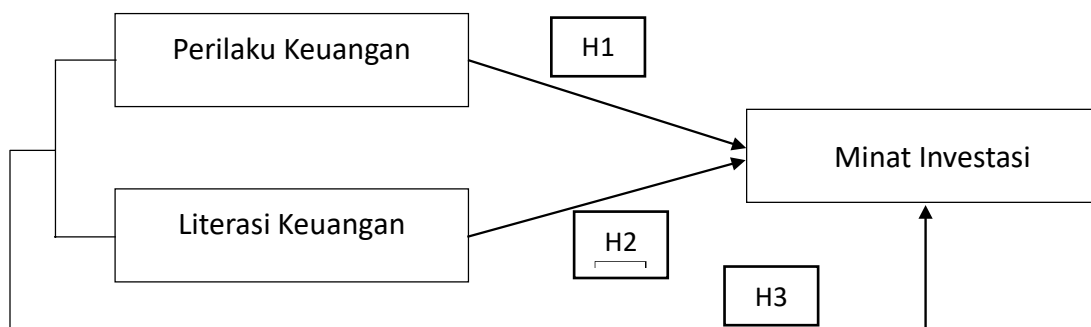 Perilaku Keuangan
H1
Minat Investasi
Literasi Keuangan
H2
H3